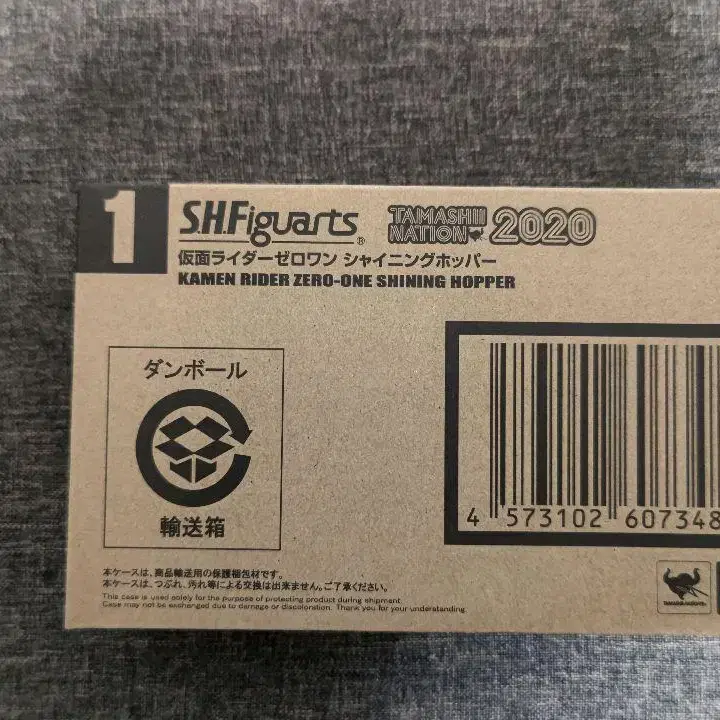 1
S.H.Figuarts ®
TAMASHII NATION 2020
仮面ライダーゼロワン シャイニングホッパー
KAMEN RIDER ZERO-ONE SHINING HOPPER
ダンボール
輸送箱
4 573102 607348
本ケースは、商品輸送用の保護梱包材です。
本ケースは、つぶれ、汚れ等による交換は出来ません。ご了承ください。
This case is used solely for the purpose of protecting product during shipment.
Case may not be exchanged due to damage or discoloration. Thank you for your understanding.
TAMASHII NATIONS